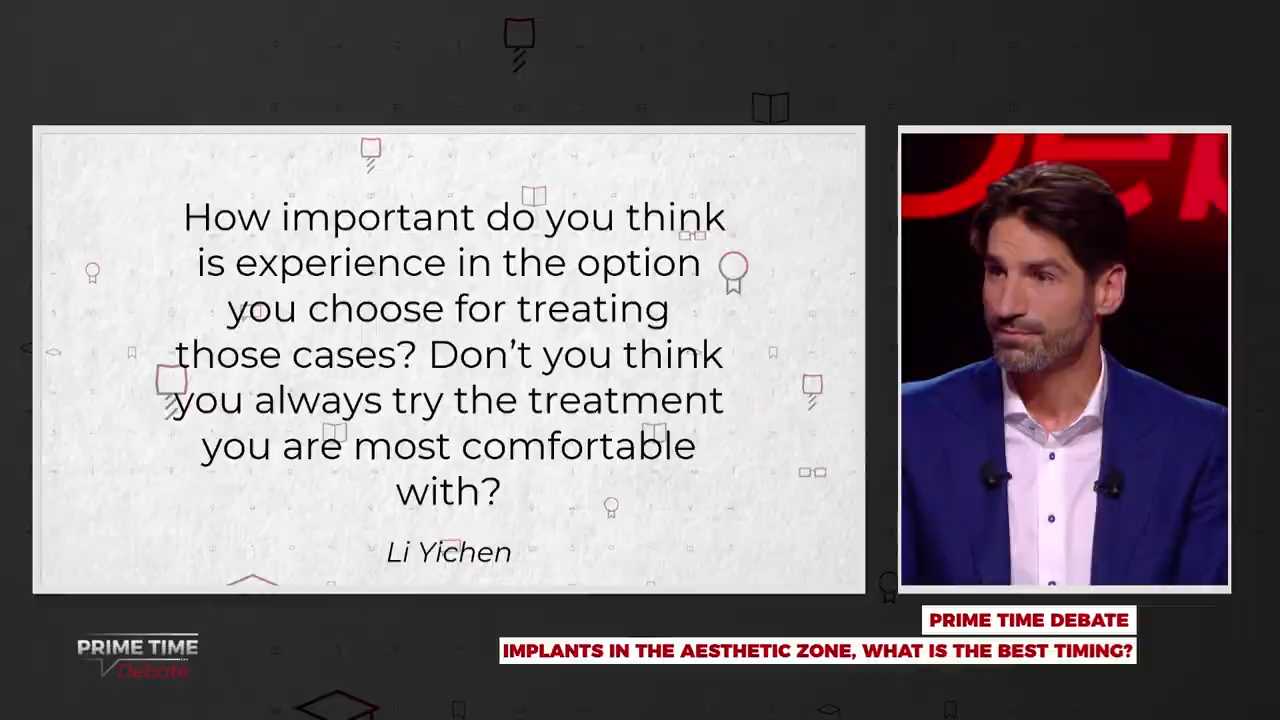 How important do you think
is experience in the option
you choose for treating
those cases? Don’t you think
you always try the treatment
you are most comfortable
with?
Li Yichen
PRIME TIME DEBATE
IMPLANTS IN THE AESTHETIC ZONE, WHAT IS THE BEST TIMING?
PRIME TIME
Debate